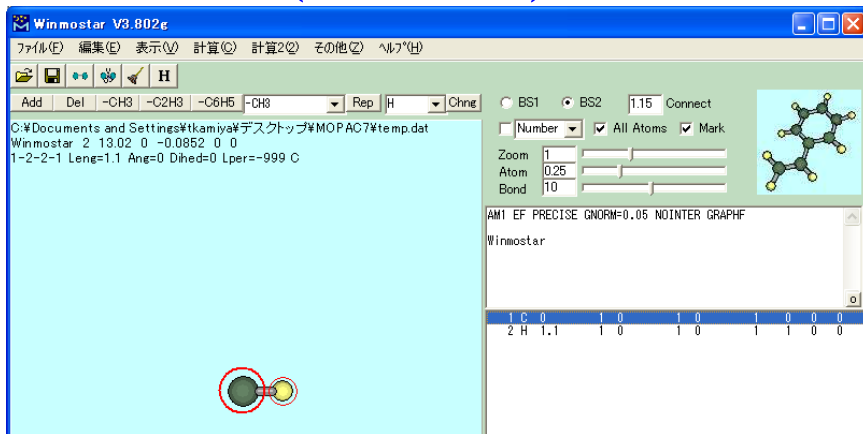 Winmostar V3.802g
ファイル(F) 編集(E) 表示(V) 計算(C) 計算2(2) その他(Z) ヘルプ(H)
H
Add Del -CH3 -C2H3 -C6H5 -CH3 Rep H Chng
BS1 BS2 1.15 Connect
Number All Atoms Mark
Zoom 1
Atom 0.25
Bond 10
C:¥Documents and Settings¥tkamiya¥デスクトップ¥MOPAC7¥temp.dat
Winmostar 2 13.02 0 -0.0852 0 0
1-2-2-1 Leng=1.1 Ang=0 Dihed=0 Lper=-999 C
AM1 EF PRECISE GNORM=0.05 NOINTER GRAPHF
Winmostar
o
1 C 0 1 0 1 0 1 0 0 0
2 H 1.1 1 0 1 0 1 1 0 0